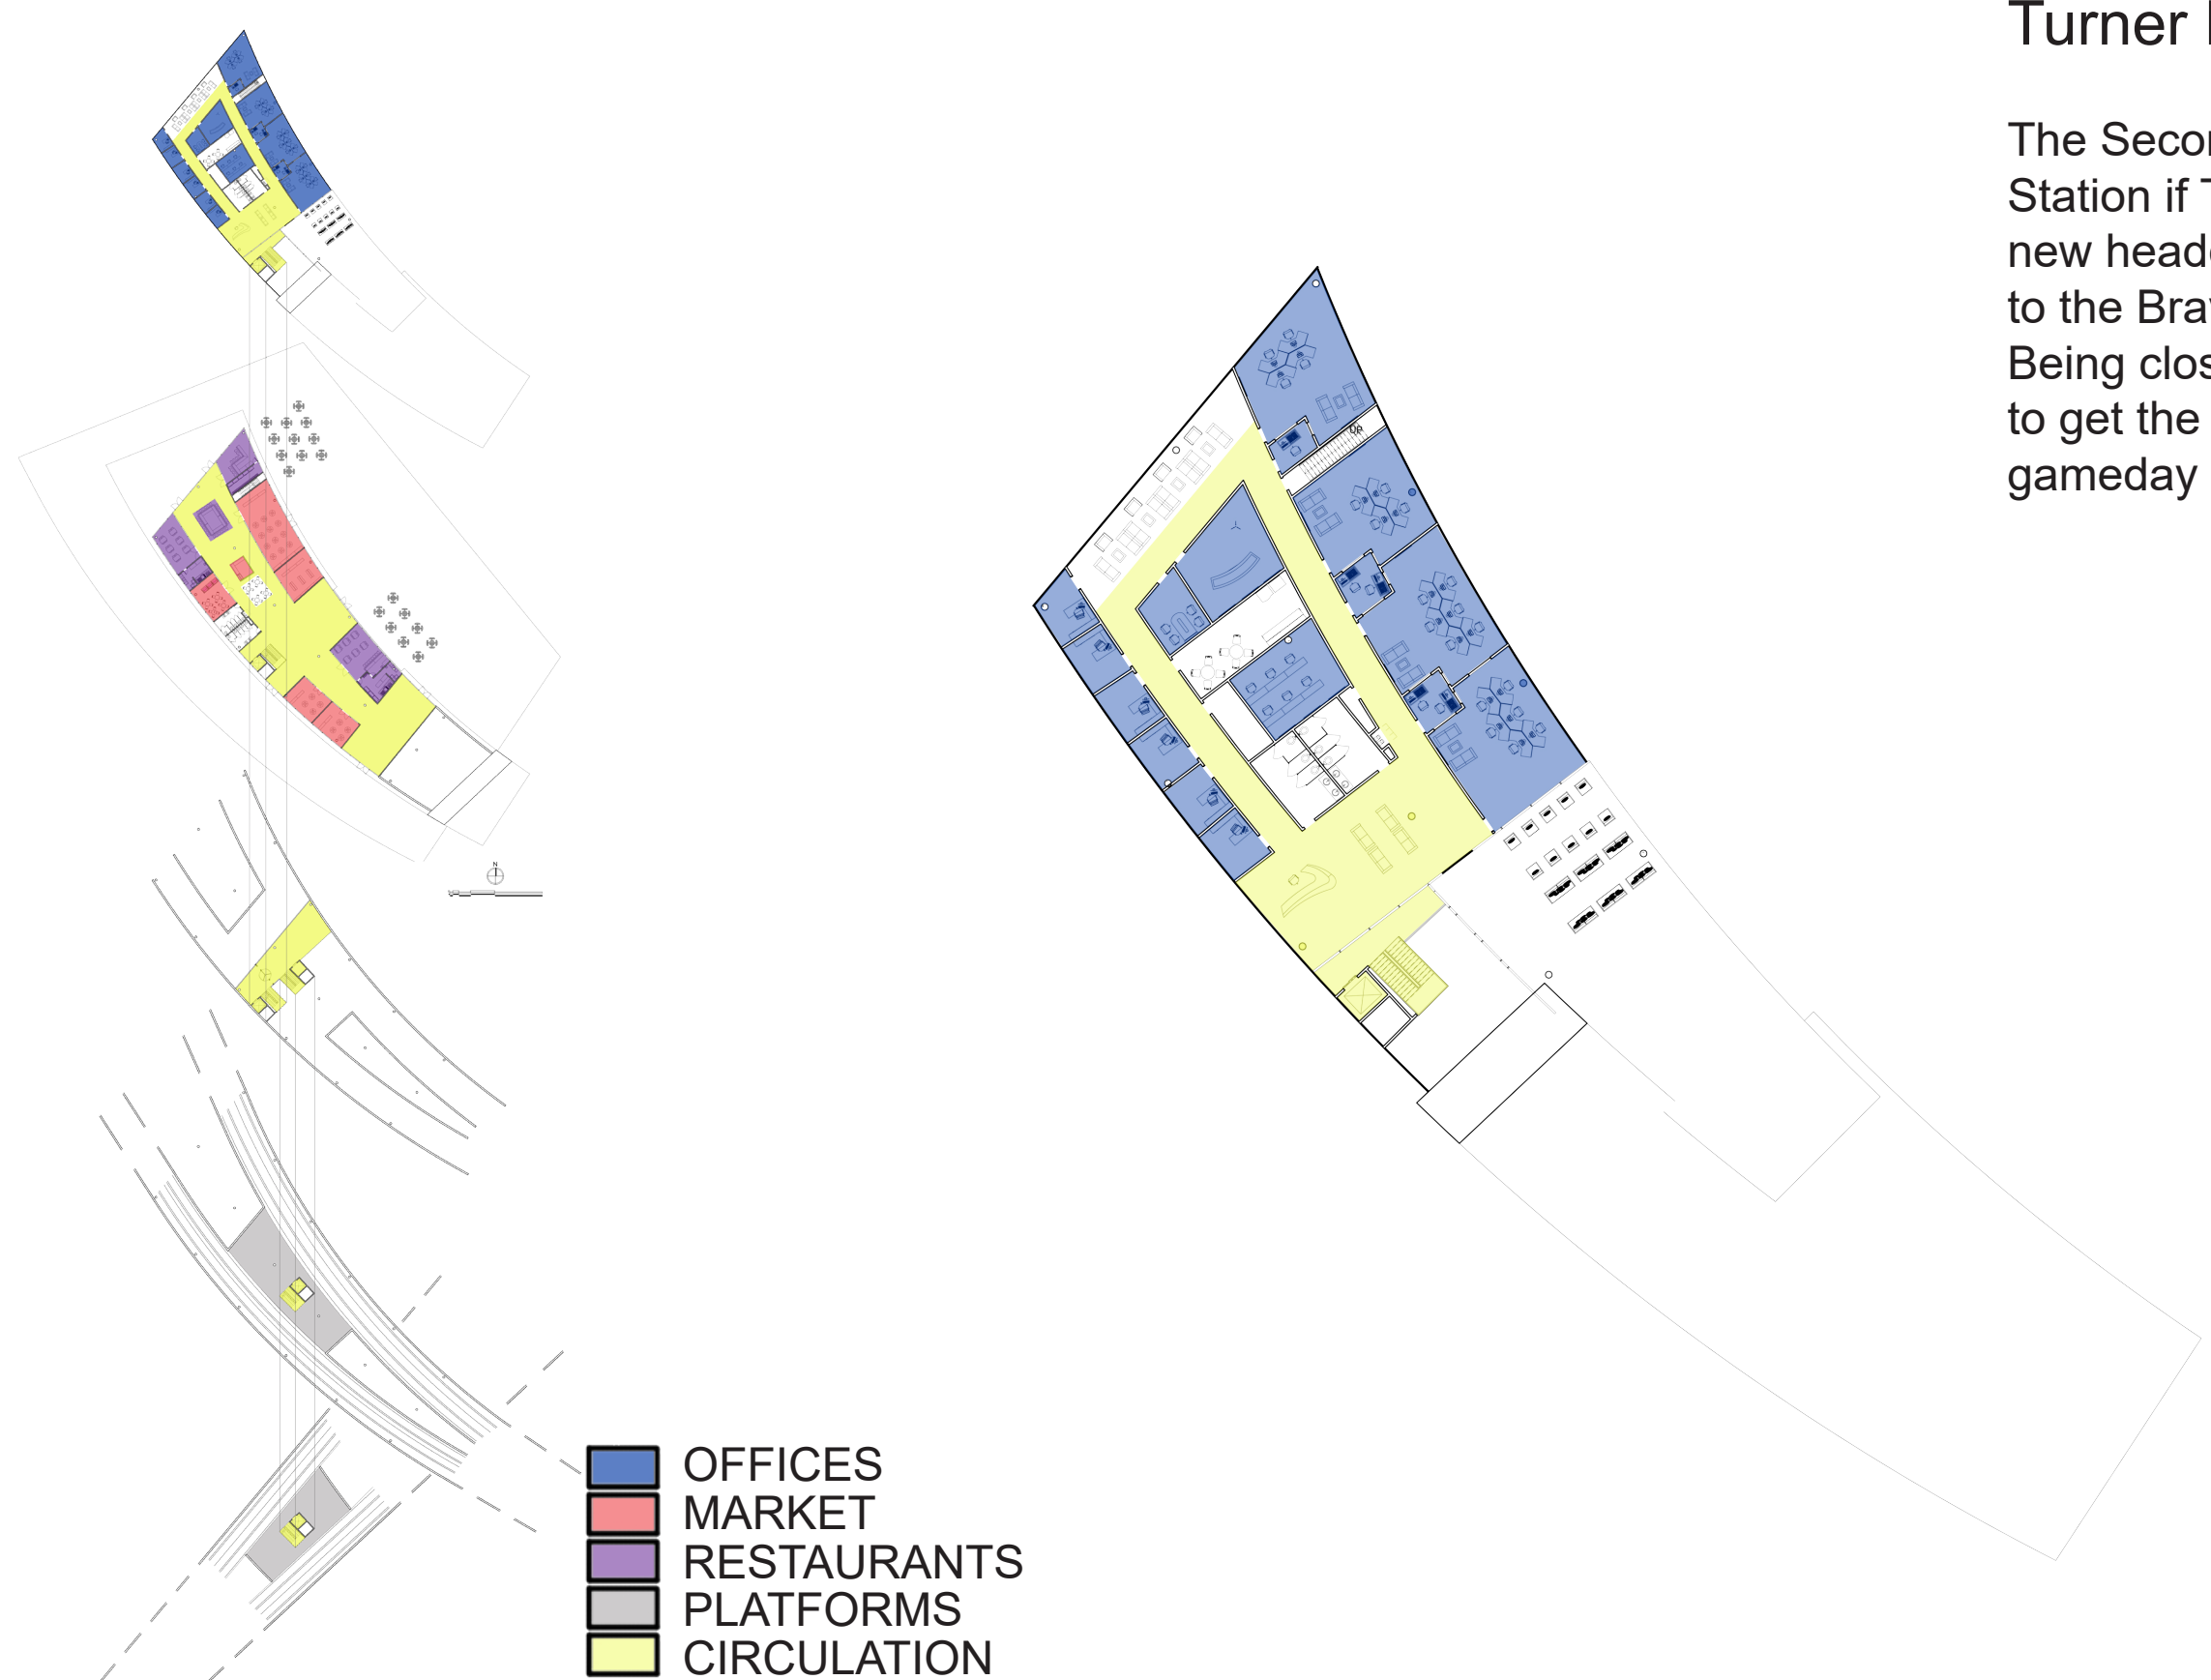 Turner
The Secon
Station if T
new head
to the Bra
Being clos
to get the
gameday
UP
N
OFFICES
MARKET
RESTAURANTS
PLATFORMS
CIRCULATION